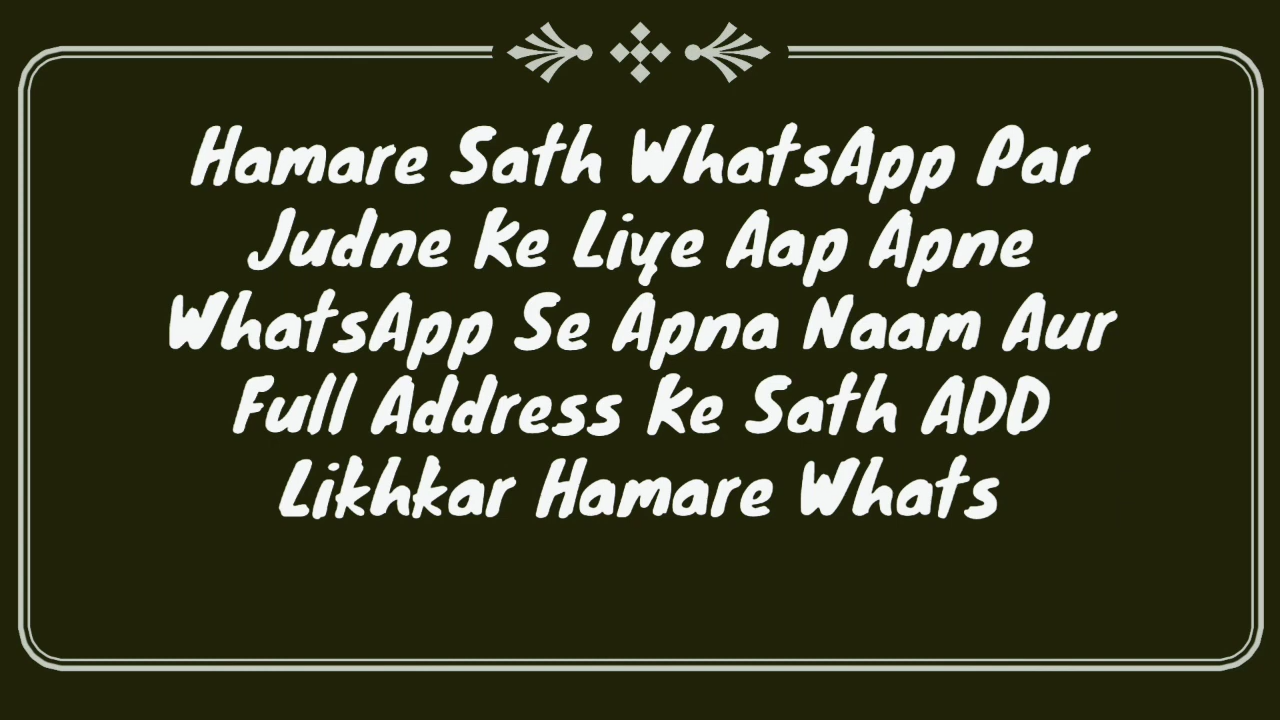 Hamare Sath WhatsApp Par
Judne Ke Liye Aap Apne
WhatsApp Se Apna Naam Aur
Full Address Ke Sath ADD
Likhkar Hamare Whats